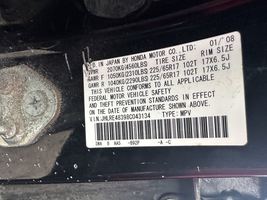 MFD. IN JAPAN BY HONDA MOTOR CO., LTD. 01/'08
GVWR 2070KG(4560LBS) TIRE SIZE RIM SIZE
GAWR F 1050KG(2310LBS) 225/65R17 102T 17X6.5J
GAWR R 1040KG(2290LBS) 225/65R17 102T 17X6.5J
THIS VEHICLE CONFORMS TO ALL APPLICABLE
FEDERAL MOTOR VEHICLE SAFETY
AND THEFT PREVENTION STANDARDS IN EFFECT ON
THE DATE OF MANUFACTURE SHOWN ABOVE.
V I N: TYPE: MPV
-A -C